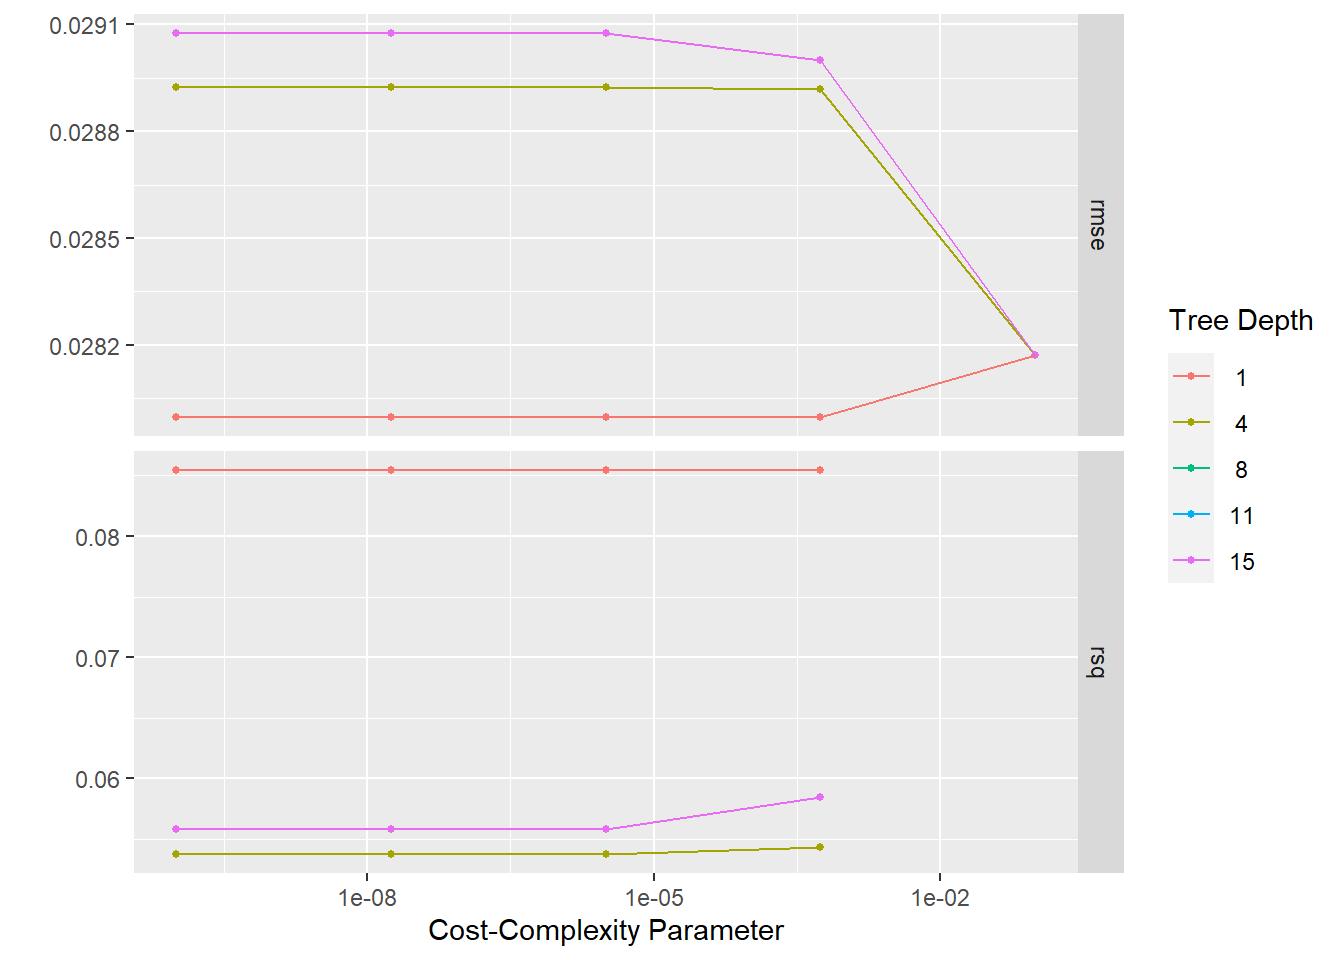 0.0291
0.0288
0.0285
0.0282
rmse
0.08
0.07
0.06
rsq
1e-08
1e-05
1e-02
Cost-Complexity Parameter
Tree Depth
1
4
8
11
15